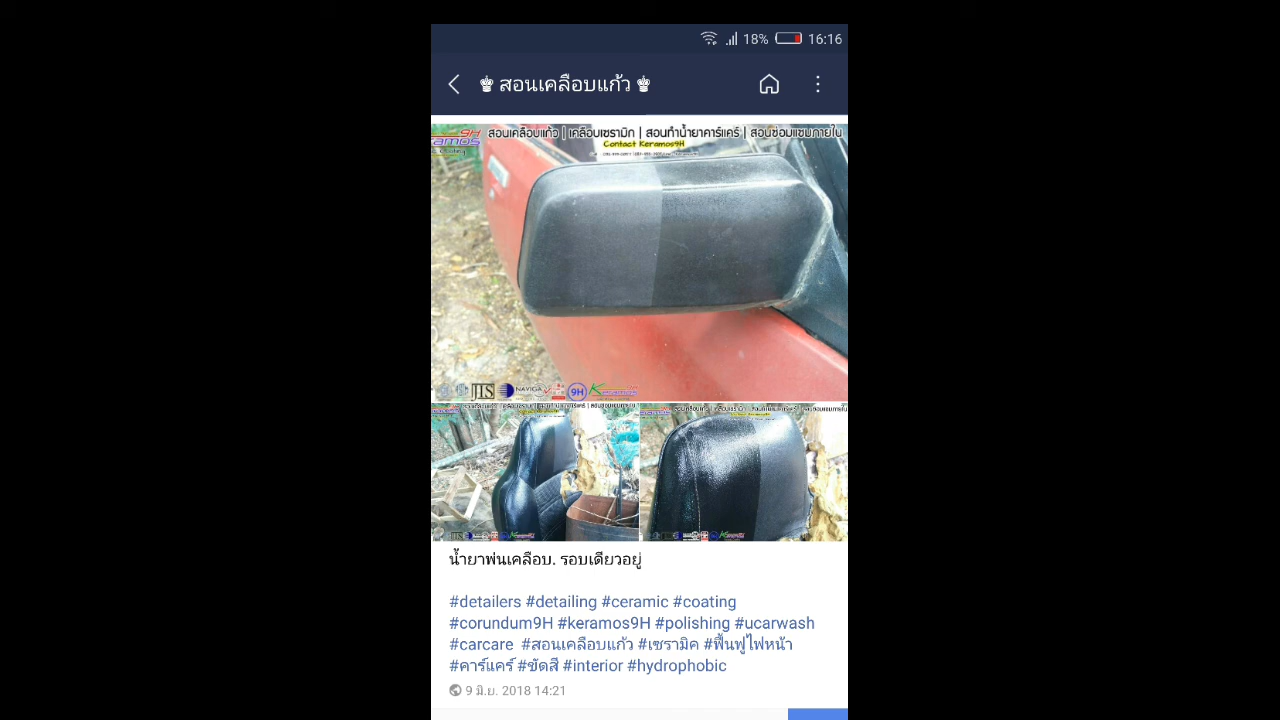 18% 16:16
♚ สอนเคลือบแก้ว ♚
9H สอนเคลือบแก้ว | เคลือบเซรามิก | สอนทำน้ำยาคาร์แคร์ | สอนซ่อมแซมภายใน
Contact Keramos9H
JIS NAVIGA 9H Keramos
น้ำยาพ่นเคลือบ. รอบเดียวอยู่
#detailers #detailing #ceramic #coating
#corundum9H #keramos9H #polishing #ucarwash
#carcare #สอนเคลือบแก้ว #เซรามิค #ฟื้นฟูไฟหน้า
#คาร์แคร์ #ขัดสี #interior #hydrophobic
9 มิ.ย. 2018 14:21